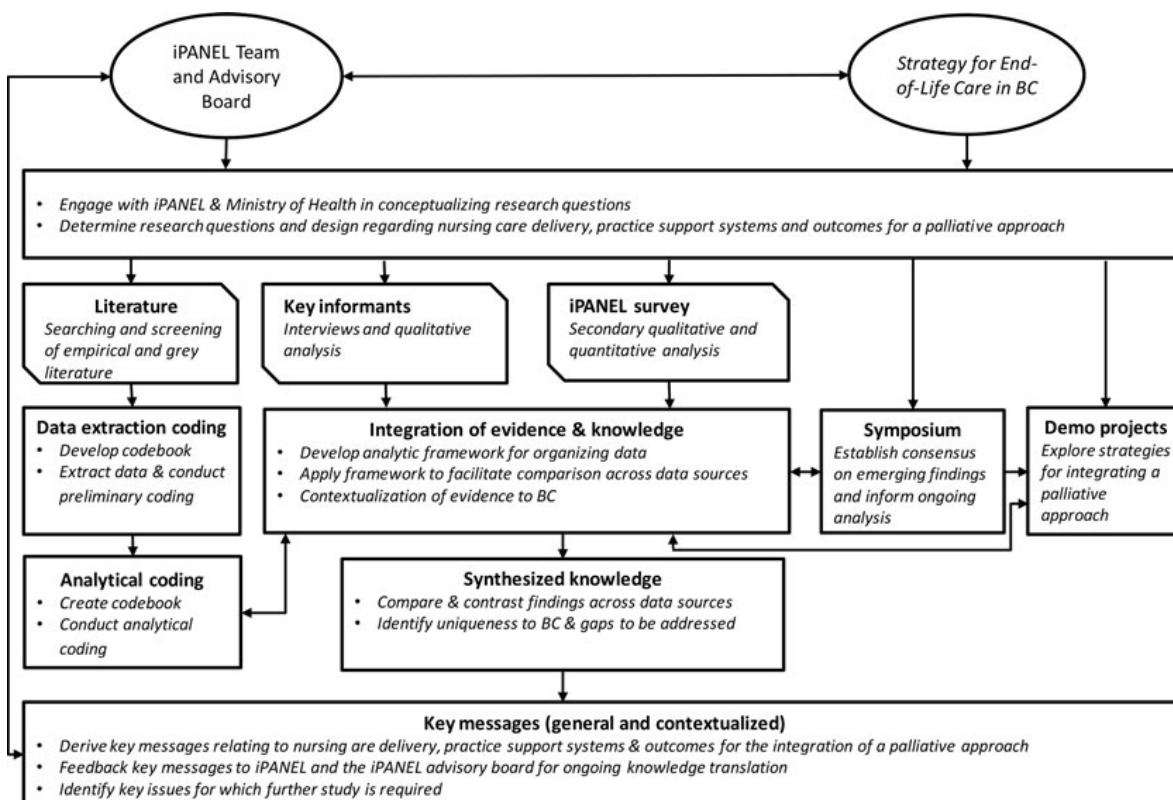 iPANEL Team
and Advisory
Board
Strategy for End-
of-Life Care in BC
• Engage with iPANEL & Ministry of Health in conceptualizing research questions
• Determine research questions and design regarding nursing care delivery, practice support systems and outcomes for a palliative approach
Literature
Searching and screening
of empirical and grey
literature
Key informants
Interviews and qualitative
analysis
iPANEL survey
Secondary qualitative and
quantitative analysis
Data extraction coding
• Develop codebook
• Extract data & conduct
preliminary coding
Integration of evidence & knowledge
• Develop analytic framework for organizing data
• Apply framework to facilitate comparison across data sources
• Contextualization of evidence to BC
Symposium
Establish consensus
on emerging findings
and inform ongoing
analysis
Demo projects
Explore strategies
for integrating a
palliative
approach
Analytical coding
• Create codebook
• Conduct analytical
coding
Synthesized knowledge
• Compare & contrast findings across data sources
• Identify uniqueness to BC & gaps to be addressed
Key messages (general and contextualized)
• Derive key messages relating to nursing are delivery, practice support systems & outcomes for the integration of a palliative approach
• Feedback key messages to iPANEL and the iPANEL advisory board for ongoing knowledge translation
• Identify key issues for which further study is required